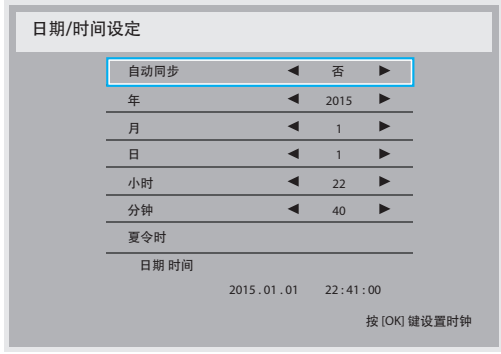 日期/时间设定
自动同步 ◀ 否 ▶
年 ◀ 2015 ▶
月 ◀ 1 ▶
日 ◀ 1 ▶
小时 ◀ 22 ▶
分钟 ◀ 40 ▶
夏令时
日期 时间
2015 . 01 . 01 22 : 41 : 00
按 [OK] 键设置时钟